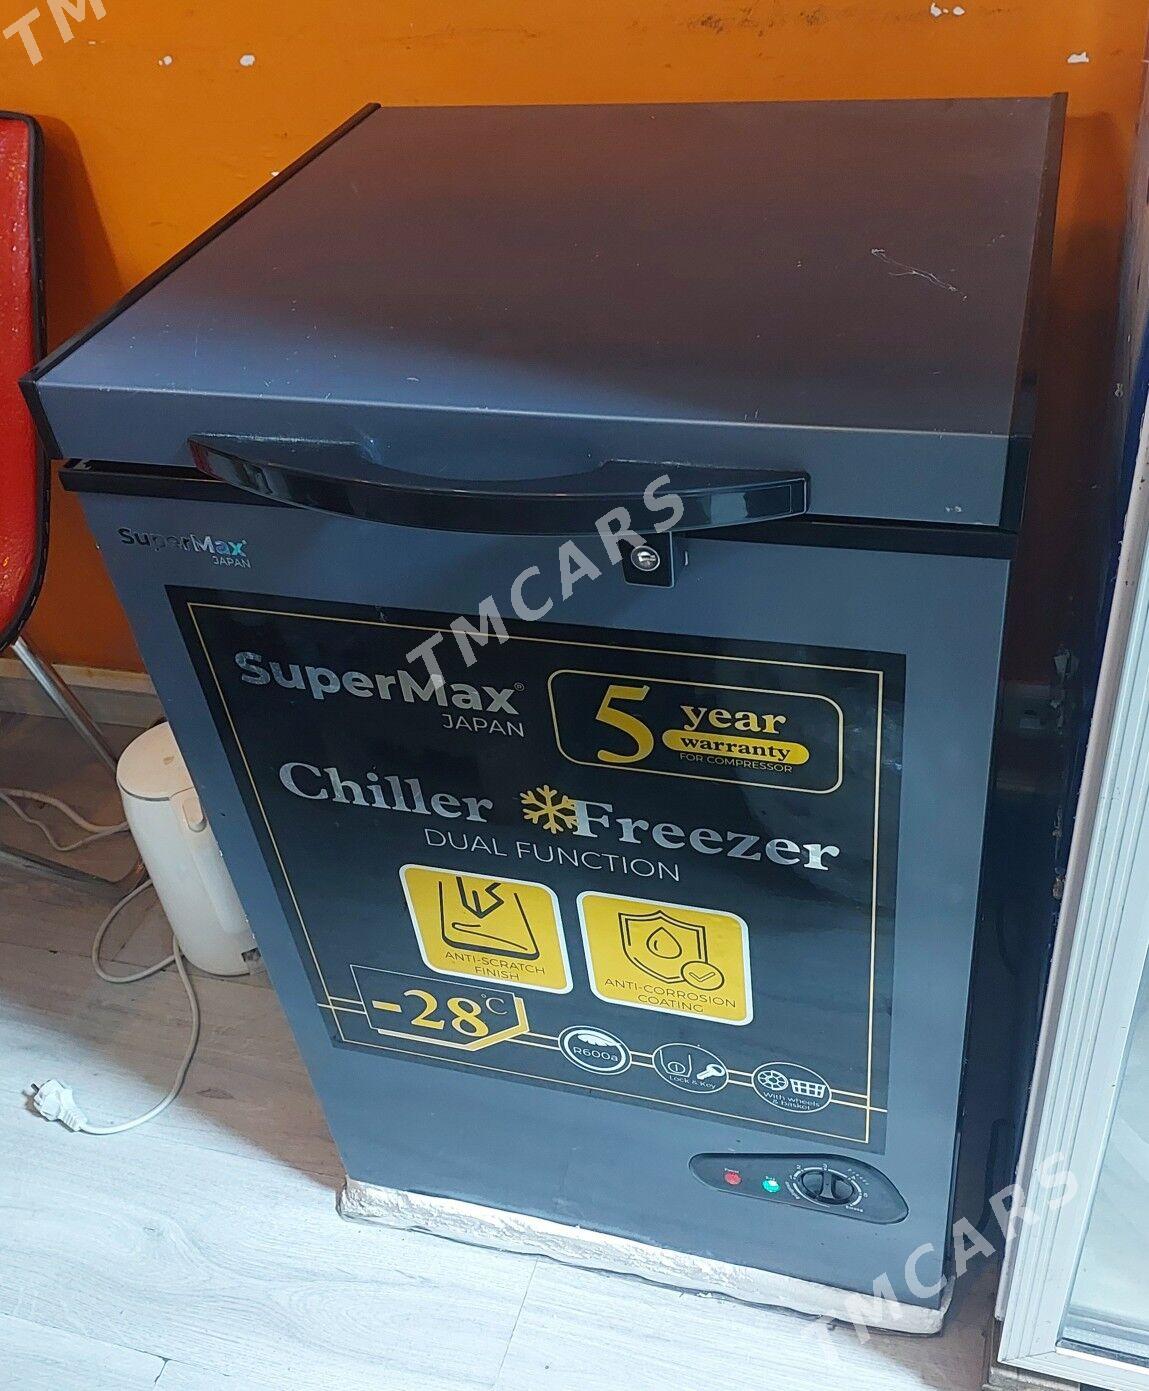 TM
SuperMax
JAPAN
TMCARS
SuperMax®
JAPAN
5 year
warranty
FOR COMPRESSOR
Chiller Freezer
DUAL FUNCTION
ANTI-SCRATCH
FINISH
ANTI-CORROSION
COATING
-28°C
R600a
Lock & Key
With wheels
& basket
TMCARS